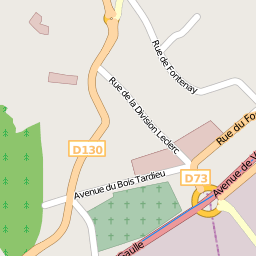 Rue de Fontenay
Rue de la Division Leclerc
Rue du
D130
D73
Avenue du Bois Tardieu
Avenue de
Gaulle